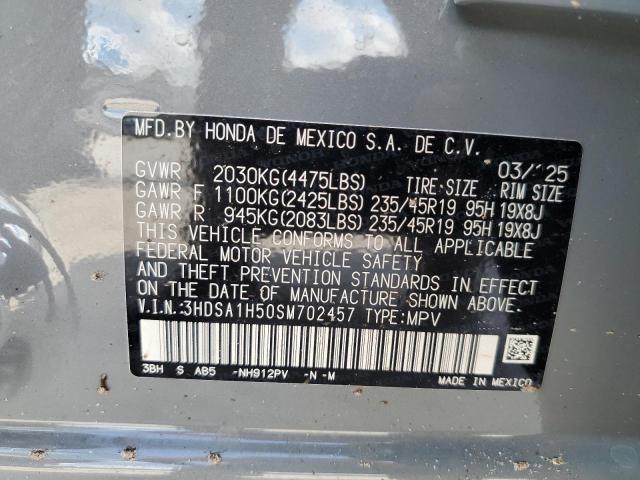 MFD. BY HONDA DE MEXICO S.A. DE C.V.
GVWR 2030KG(4475LBS) TIRE SIZE 03/25 RIM SIZE
GAWR F 1100KG(2425LBS) 235/45R19 95H 19X8J
GAWR R 945KG(2083LBS) 235/45R19 95H 19X8J
THIS VEHICLE CONFORMS TO ALL APPLICABLE
FEDERAL MOTOR VEHICLE SAFETY
AND THEFT PREVENTION STANDARDS IN EFFECT
ON THE DATE OF MANUFACTURE SHOWN ABOVE.
V.I.N.:3HDSA1H50SM702457 TYPE:MPV
3BH S AB5 -NH912PV -N -M
MADE IN MEXICO